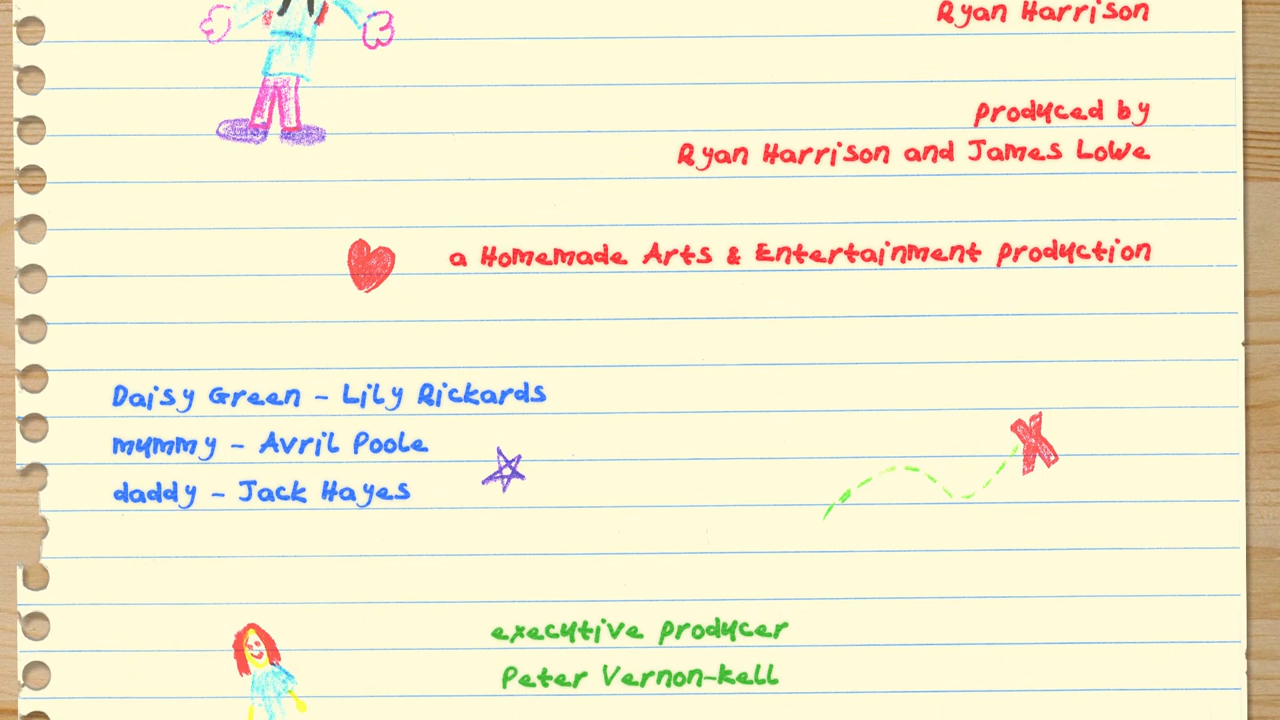 Ryan Harrison
produced by
Ryan Harrison and James Lowe
a Homemade Arts & Entertainment production
Daisy Green - Lily Rickards
mummy - Avril Poole
daddy - Jack Hayes
executive producer
Peter Vernon-kell